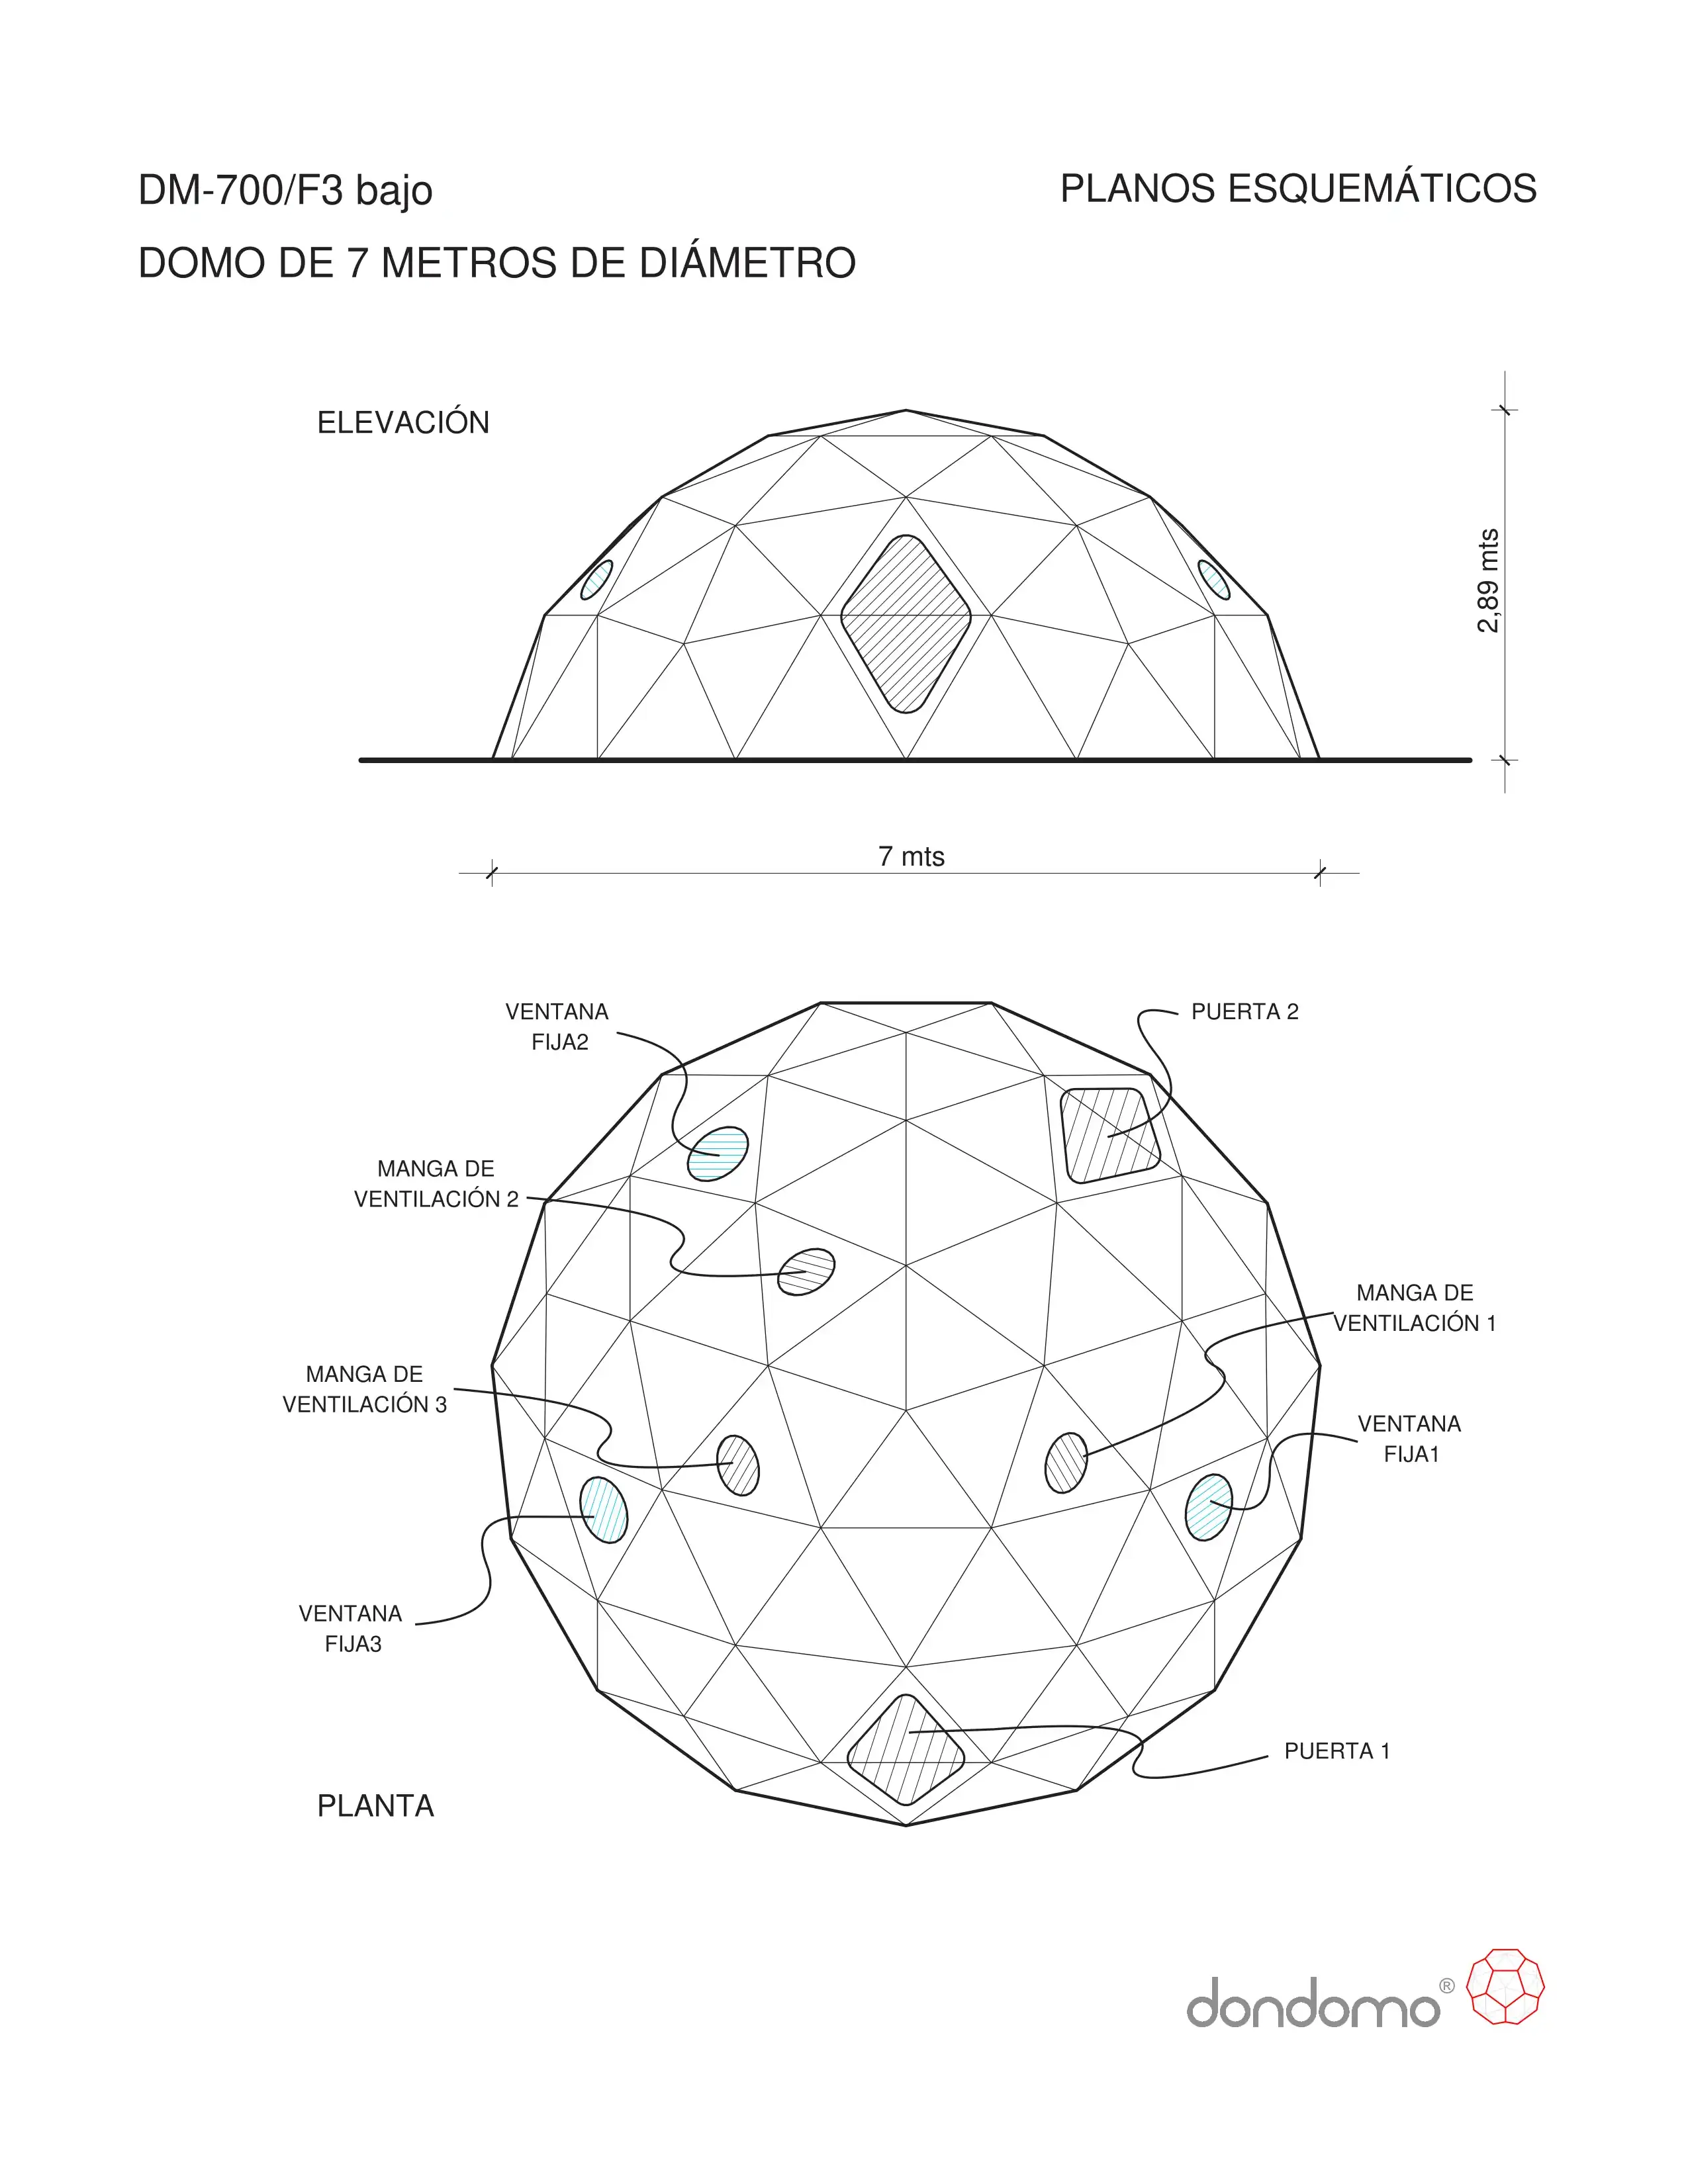 DM-700/F3 bajo
PLANOS ESQUEMÁTICOS
DOMO DE 7 METROS DE DIÁMETRO
ELEVACIÓN
2,89 mts
7 mts
VENTANA
FIJA2
PUERTA 2
MANGA DE
VENTILACIÓN 2
MANGA DE
VENTILACIÓN 1
MANGA DE
VENTILACIÓN 3
VENTANA
FIJA1
VENTANA
FIJA3
PUERTA 1
PLANTA
dondomo®